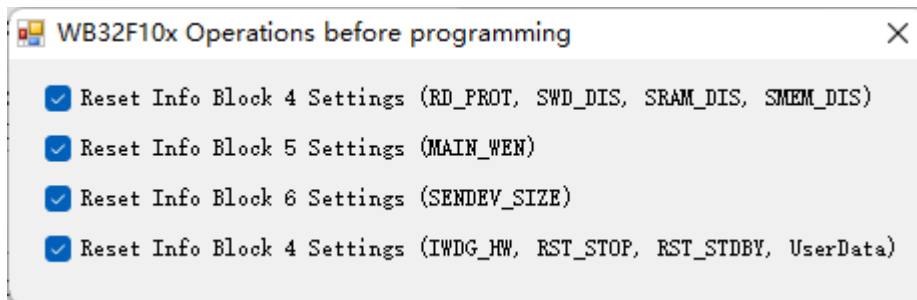 WB32F10x Operations before programming
Reset Info Block 4 Settings (RD_PROT, SWD_DIS, SRAM_DIS, SMEM_DIS)
Reset Info Block 5 Settings (MAIN_WEN)
Reset Info Block 6 Settings (SENDEV_SIZE)
Reset Info Block 4 Settings (IWDG_HW, RST_STOP, RST_STDBY, UserData)